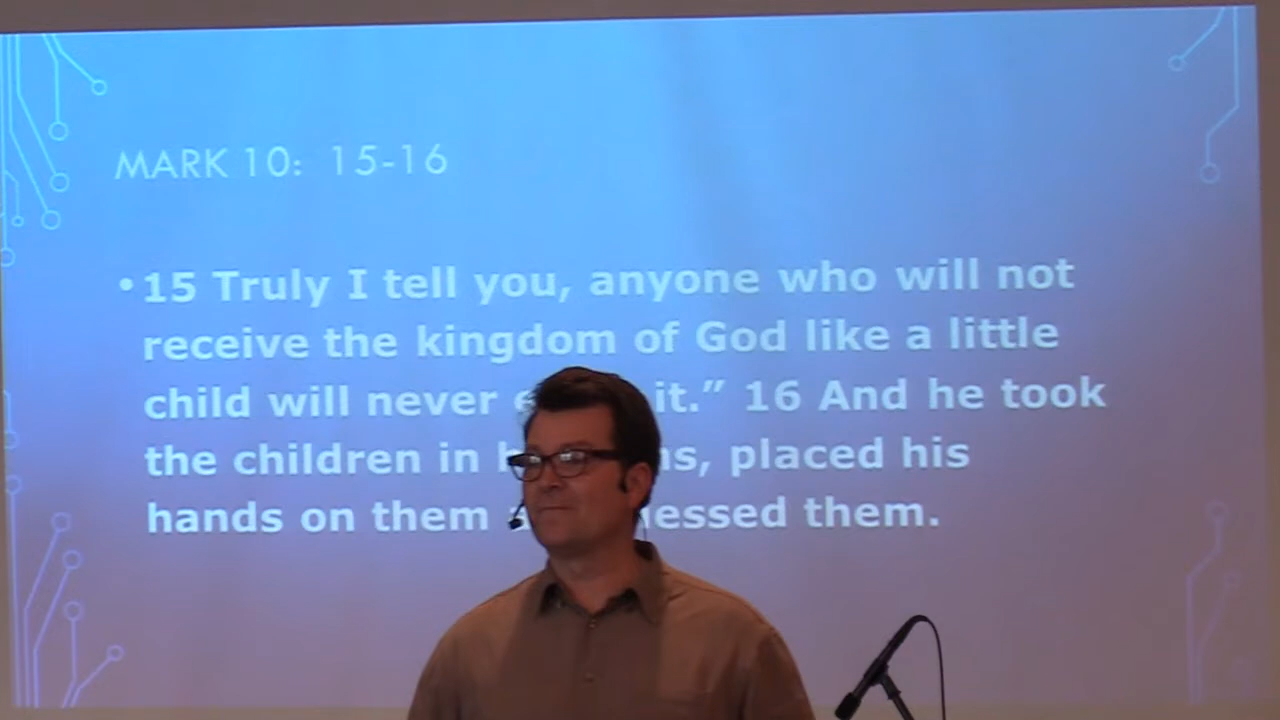 MARK 10: 15-16
• 15 Truly I tell you, anyone who will not
receive the kingdom of God like a little
child will never it.” 16 And he took
the children in placed his
hands on them them.